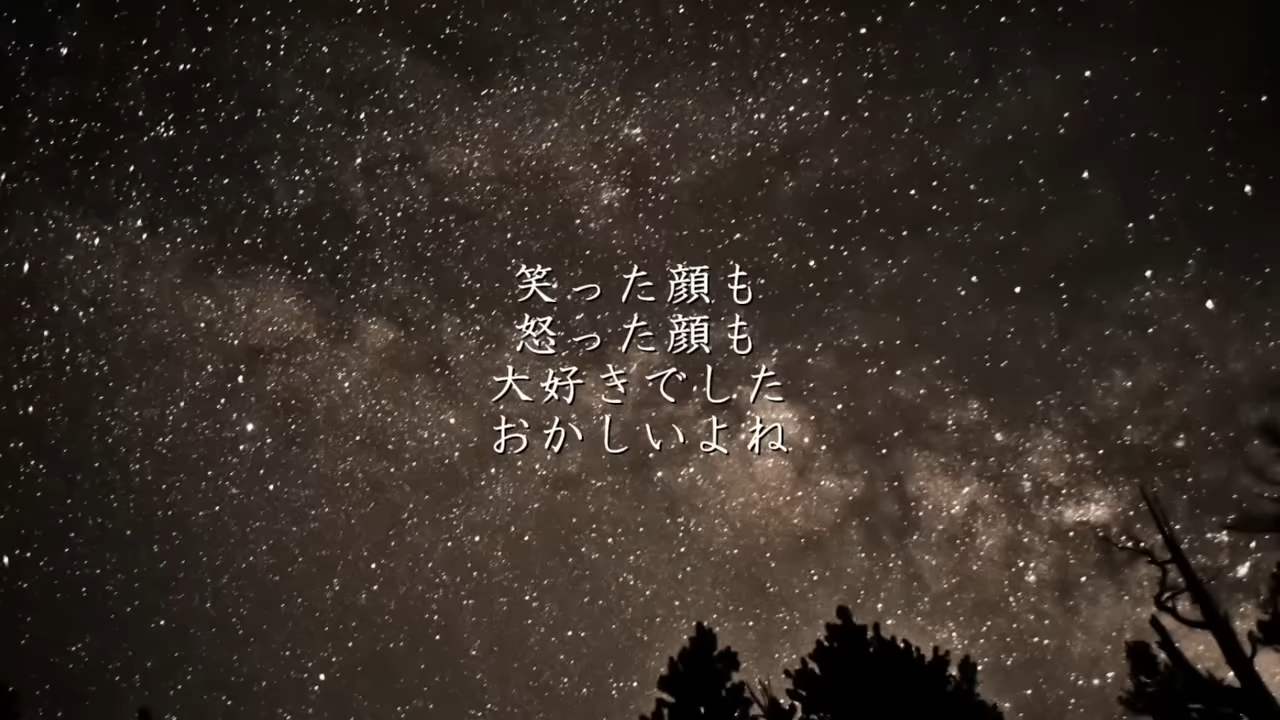 笑った顔も
怒った顔も
大好きでした
おかしいよね